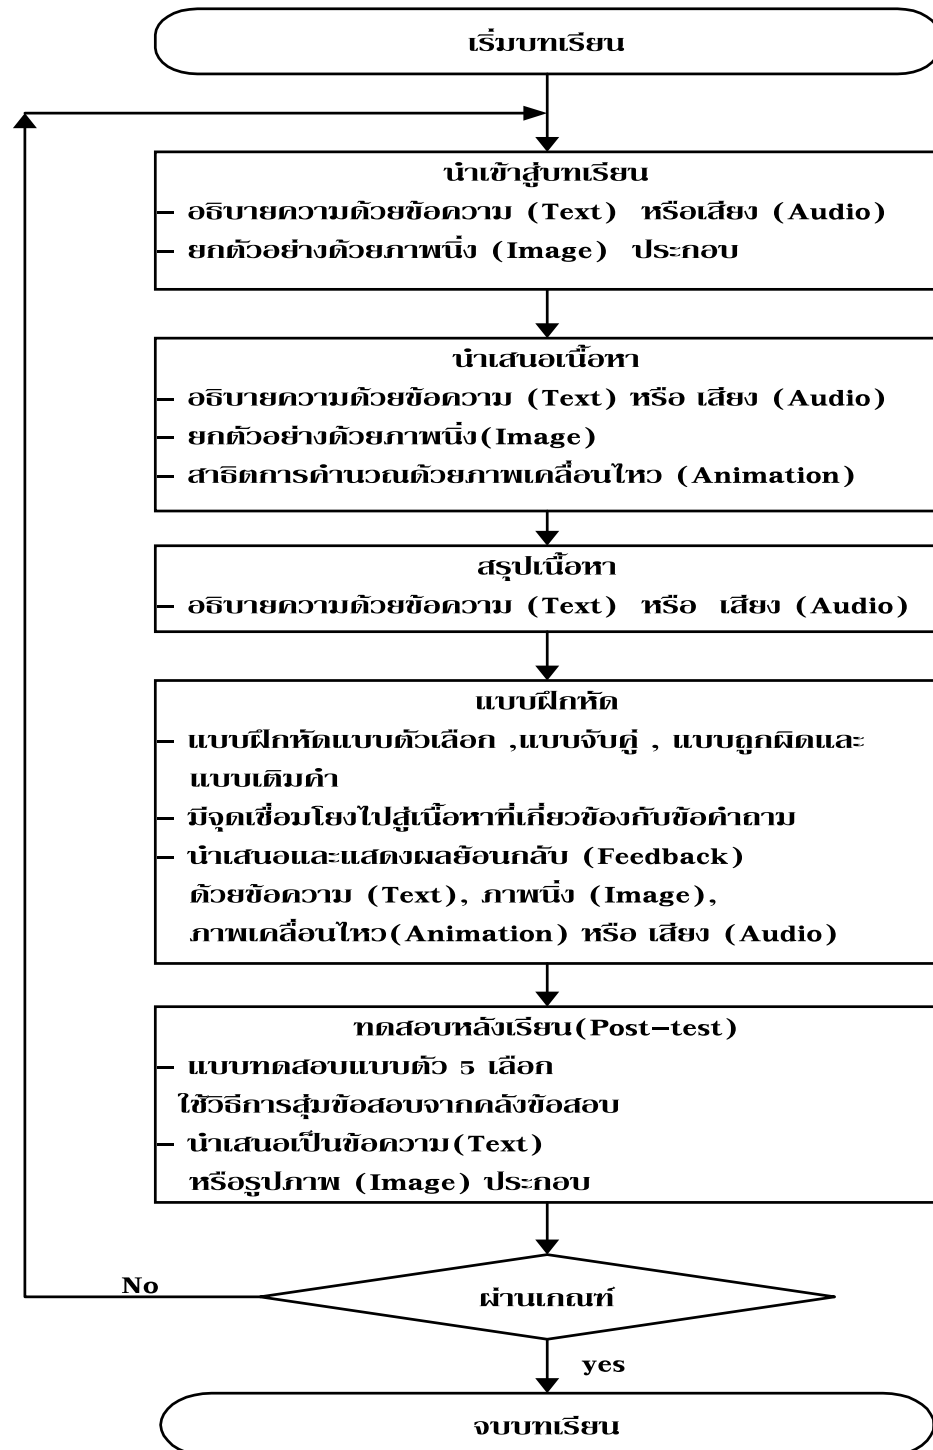 เริ่มบทเรียน
นำเข้าสู่บทเรียน
– อธิบายความด้วยข้อความ (Text) หรือเสียง (Audio)
– ยกตัวอย่างด้วยภาพนิ่ง (Image) ประกอบ
นำเสนอเนื้อหา
– อธิบายความด้วยข้อความ (Text) หรือ เสียง (Audio)
– ยกตัวอย่างด้วยภาพนิ่ง(Image)
– สาธิตการคำนวณด้วยภาพเคลื่อนไหว (Animation)
สรุปเนื้อหา
– อธิบายความด้วยข้อความ (Text) หรือ เสียง (Audio)
แบบฝึกหัด
– แบบฝึกหัดแบบตัวเลือก ,แบบจับคู่ , แบบถูกผิดและ
แบบเติมคำ
– มีจุดเชื่อมโยงไปสู่เนื้อหาที่เกี่ยวข้องกับข้อคำถาม
– นำเสนอและแสดงผลย้อนกลับ (Feedback)
ด้วยข้อความ (Text), ภาพนิ่ง (Image),
ภาพเคลื่อนไหว(Animation) หรือ เสียง (Audio)
ทดสอบหลังเรียน(Post–test)
– แบบทดสอบแบบตัว 5 เลือก
ใช้วิธีการสุ่มข้อสอบจากคลังข้อสอบ
– นำเสนอเป็นข้อความ(Text)
หรือรูปภาพ (Image) ประกอบ
No
ผ่านเกณฑ์
yes
จบบทเรียน